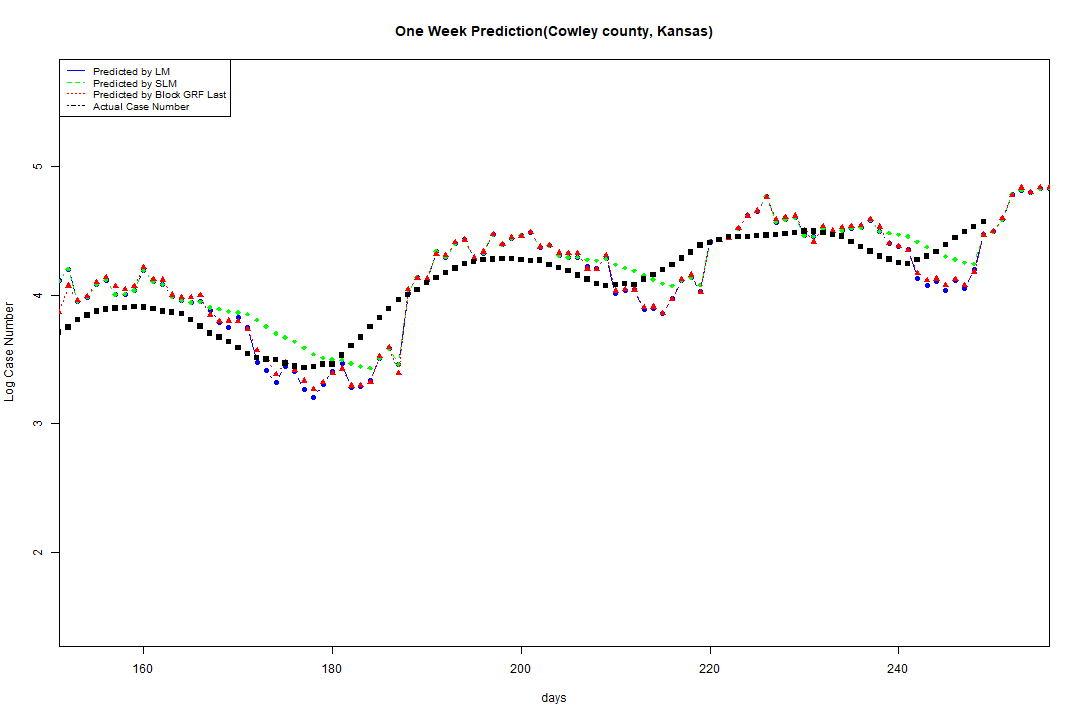 One Week Prediction(Cowley county, Kansas)
Predicted by LM
Predicted by SLM
Predicted by Block GRF Last
Actual Case Number
5
4
3
2
Log Case Number
160 180 200 220 240
days